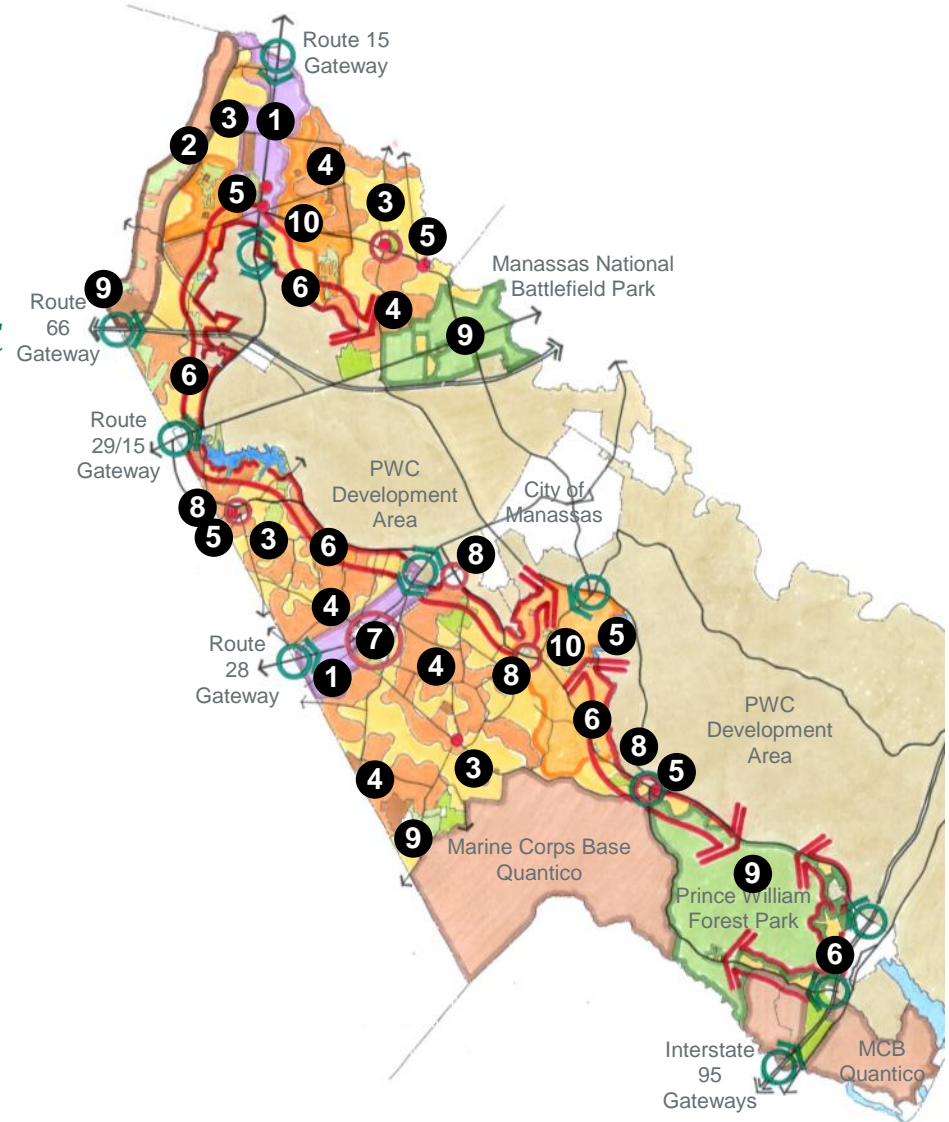 Route 15
Gateway
3
1
2
4
5
3
10
5
Manassas National
Battlefield Park
9
6
Route
66
Gateway
4
9
6
Route
29/15
Gateway
PWC
Development
Area
City of
Manassas
8
5
3
6
8
4
7
10
5
Route
28
Gateway
1
4
8
6
PWC
Development
Area
4
3
8
5
9
Marine Corps Base
Quantico
9
Prince William
Forest Park
6
Interstate
95
Gateways
MCB
Quantico